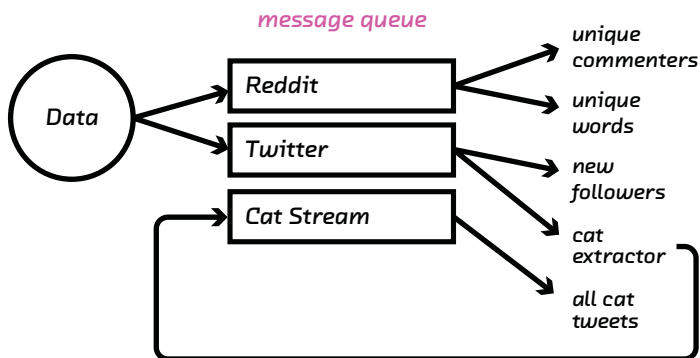 message queue
Data
Reddit
Twitter
Cat Stream
unique
commenters
unique
words
new
followers
cat
extractor
all cat
tweets